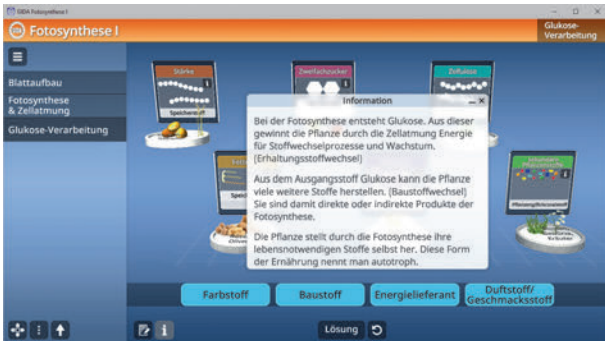 Fotosynthese I
Glukose-
Verarbeitung
Blattaufbau
Fotosynthese
& Zellatmung
Glukose-Verarbeitung
Stärke
Speicherstoff
Zweifachzucker
Zellulose
Information
Bei der Fotosynthese entsteht Glukose. Aus dieser
gewinnt die Pflanze durch die Zellatmung Energie
für Stoffwechselprozesse und Wachstum.
(Erhaltungsstoffwechsel)
Aus dem Ausgangsstoff Glukose kann die Pflanze
viele weitere Stoffe herstellen. (Baustoffwechsel)
Sie sind damit direkte oder indirekte Produkte der
Fotosynthese.
Die Pflanze stellt durch die Fotosynthese ihre
lebensnotwendigen Stoffe selbst her. Diese Form
der Ernährung nennt man autotroph.
Farbstoff
Baustoff
Energielieferant
Duftstoff/
Geschmacksstoff
Lösung